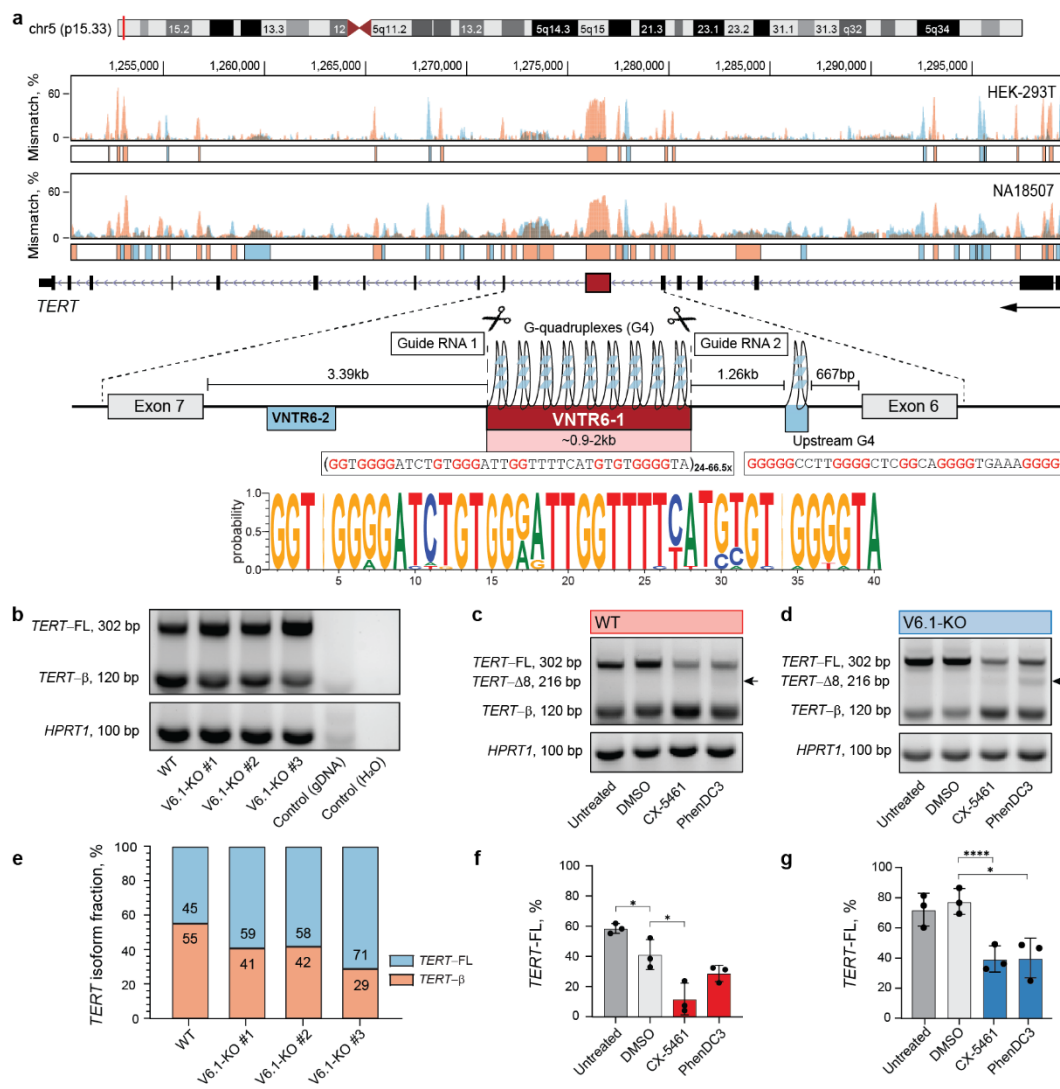 a
chr5 (p15.33)
15.2 13.3 12 5q11.2 13.2 5q14.3 5q15 21.3 23.1 23.2 31.1 31.3 q32 5q34
1,255,000 1,260,000 1,265,000 1,270,000 1,275,000 1,280,000 1,285,000 1,290,000 1,295,000
HEK-293T
Mismatch, %
60
0
NA18507
Mismatch, %
60
0
TERT
G-quadruplexes (G4)
Guide RNA 1
Guide RNA 2
3.39kb
1.26kb
667bp
Exon 7
VNTR6-2
VNTR6-1
Exon 6
~0.9-2kb
Upstream G4
(GGTGGGGATCTGTGGGATTGGTTTTCATGTGTGGGGTA)24-66.5x
GGGGGCCTTGGGGCTCGGCAGGGGTGAAAGGGG
probability
1.0
0.5
0.0
5 10 15 20 25 30 35 40
b
TERT–FL, 302 bp
TERT–β, 120 bp
HPRT1, 100 bp
WT
V6.1-KO #1
V6.1-KO #2
V6.1-KO #3
Control (gDNA)
Control (H₂O)
c
WT
TERT–FL, 302 bp
TERT–Δ8, 216 bp
TERT–β, 120 bp
HPRT1, 100 bp
Untreated
DMSO
CX-5461
PhenDC3
d
V6.1-KO
TERT–FL, 302 bp
TERT–Δ8, 216 bp
TERT–β, 120 bp
HPRT1, 100 bp
Untreated
DMSO
CX-5461
PhenDC3
e
TERT isoform fraction, %
100
80
60
40
20
0
45 59 58 71
55 41 42 29
WT
V6.1-KO #1
V6.1-KO #2
V6.1-KO #3
TERT–FL
TERT–β
f
TERT-FL, %
100
80
60
40
20
0
* *
Untreated
DMSO
CX-5461
PhenDC3
g
TERT-FL, %
100
80
60
40
20
0
****
*
Untreated
DMSO
CX-5461
PhenDC3